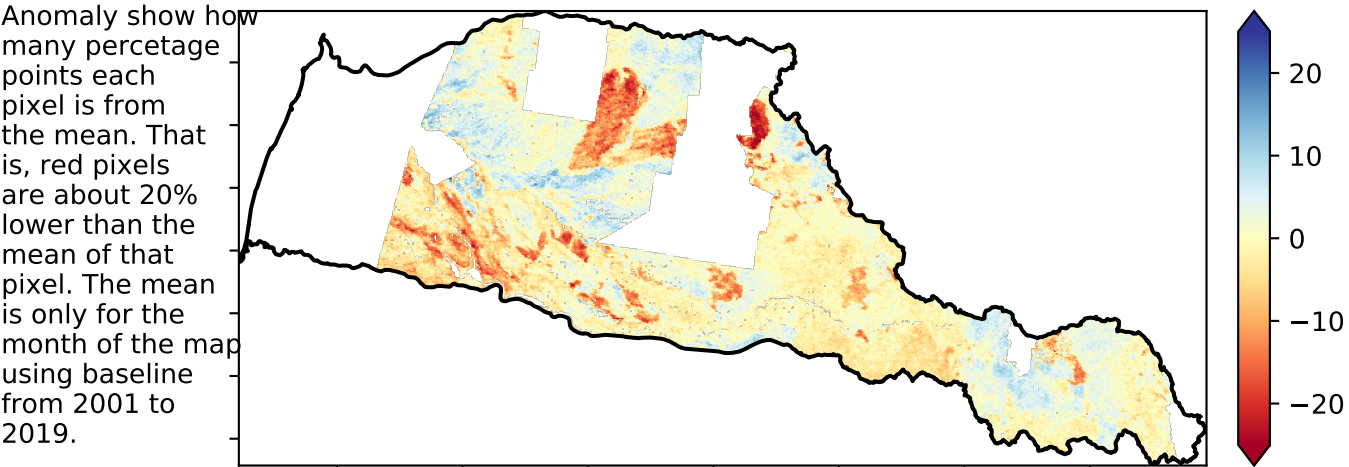 Anomaly show how
many percetage
points each
pixel is from
the mean. That
is, red pixels
are about 20%
lower than the
mean of that
pixel. The mean
is only for the
month of the map
using baseline
from 2001 to
2019.
20
10
0
−10
−20